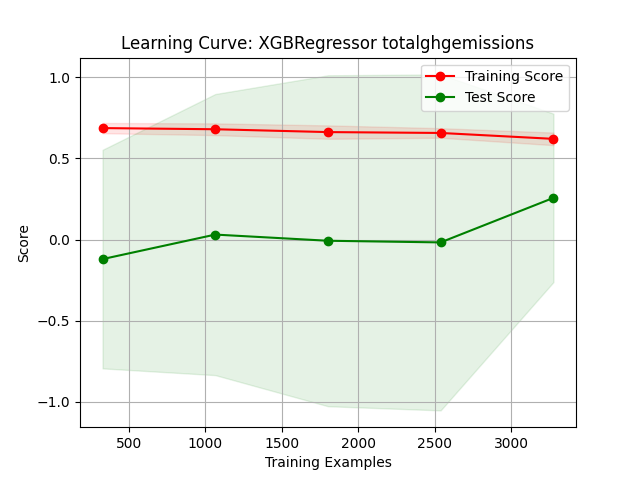 Learning Curve: XGBRegressor totalghgemissions
Training Score
Test Score
1.0
0.5
0.0
−0.5
−1.0
Score
500
1000
1500
2000
2500
3000
Training Examples